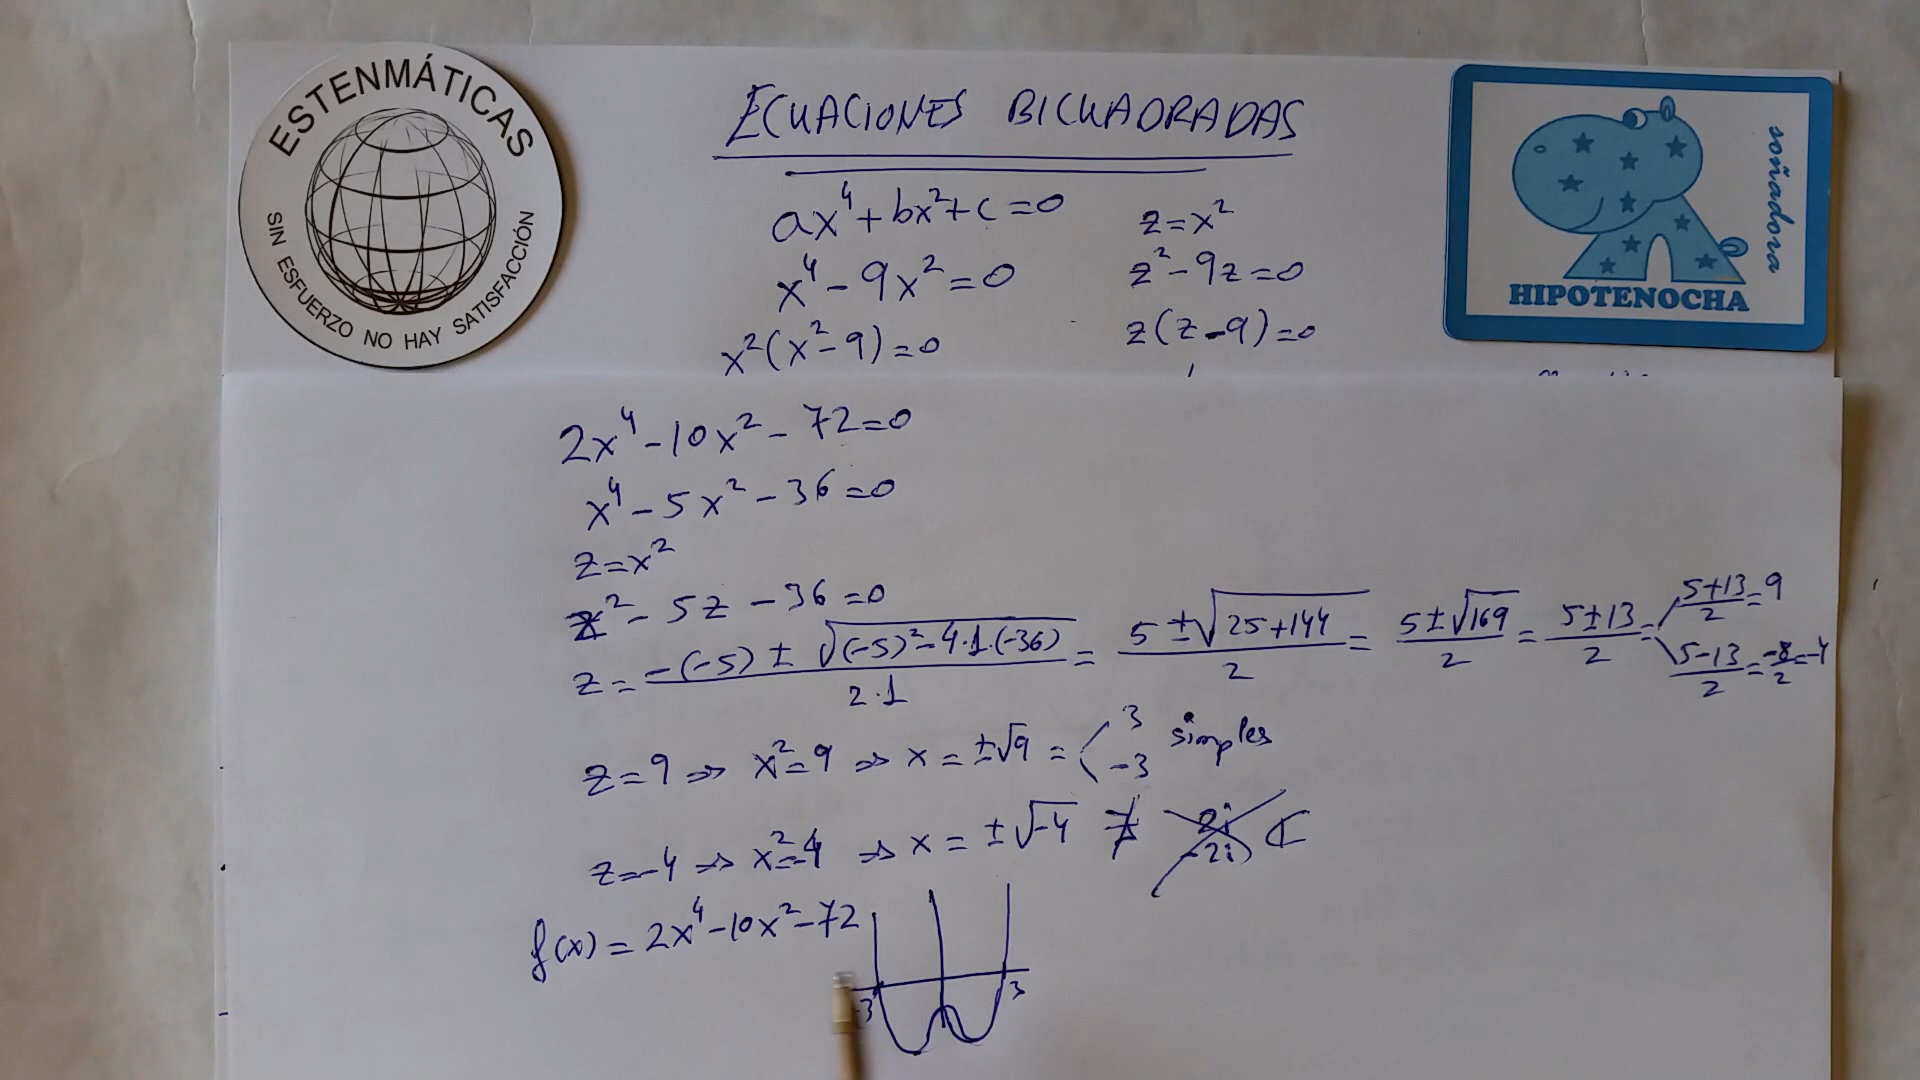 ESTENMÁTICAS
SIN ESFUERZO NO HAY SATISFACCIÓN
ECUACIONES BICUADRADAS
soñadora
HIPOTENOCHA
ax⁴+bx²+c=0
z=x²
x⁴-9x²=0
z²-9z=0
x²(x²-9)=0
z(z-9)=0
2x⁴-10x²-72=0
x⁴-5x²-36=0
z=x²
z²-5z-36=0
z=(-(-5)±√((-5)²-4·1·(-36)))/(2·1)=(5±√(25+144))/2=(5±√169)/2=(5±13)/2=
(5+13)/2=9
(5-13)/2=-8/2=-4
z=9⇒x²=9⇒x=±√9=
3
-3
simples
z=-4⇒x²=-4⇒x=±√-4 ∄
2i
-2i
ℂ
f(x)=2x⁴-10x²-72
-3
3